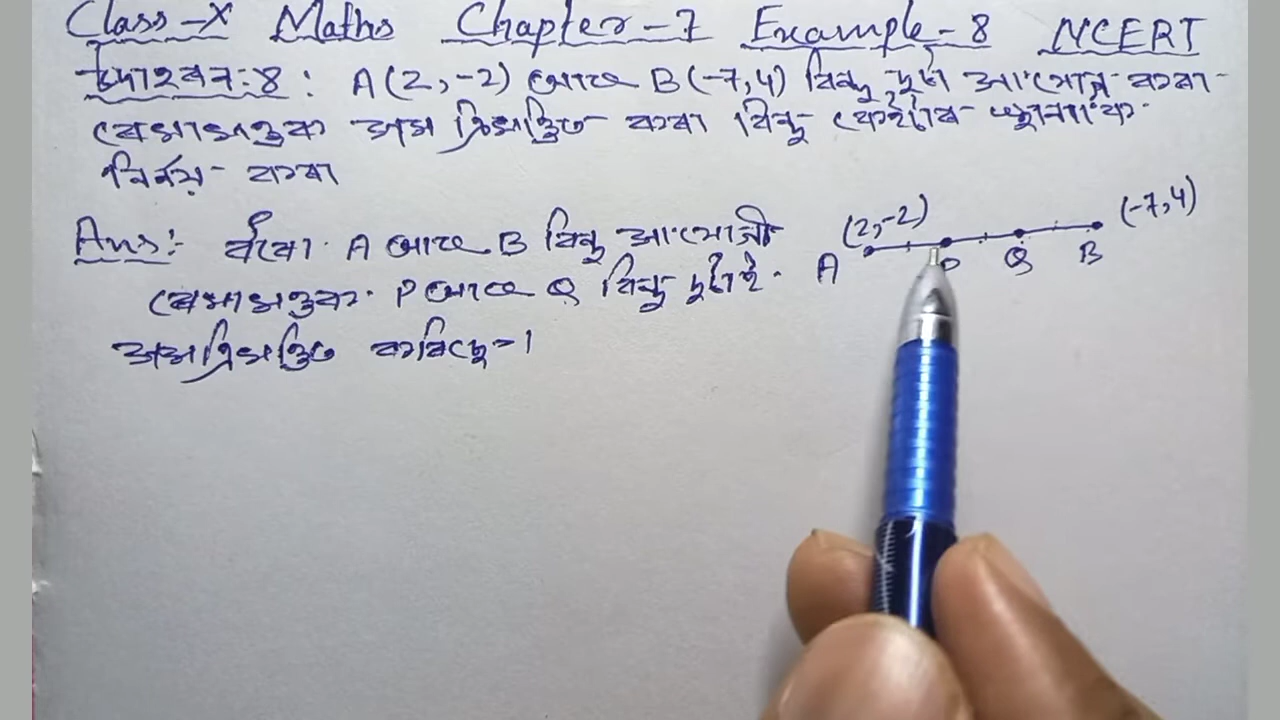 Class-X Maths Chapter-7 Example-8 NCERT
উদাহৰণ:8: A(2,-2) আৰু B(-7,4) বিন্দু দুটা সংযোগ কৰা
ৰেখাখণ্ডক সম ত্ৰিখণ্ডিত কৰা বিন্দু কেইটাৰ স্থানাংক
নিৰ্ণয় কৰা
Ans:- ধৰো A আৰু B বিন্দু সংযোগী
ৰেখাখণ্ডক P আৰু Q বিন্দু দুটাই
সমত্ৰিখণ্ডিত কৰিছে।
(2,-2) (-7,4)
A Q B